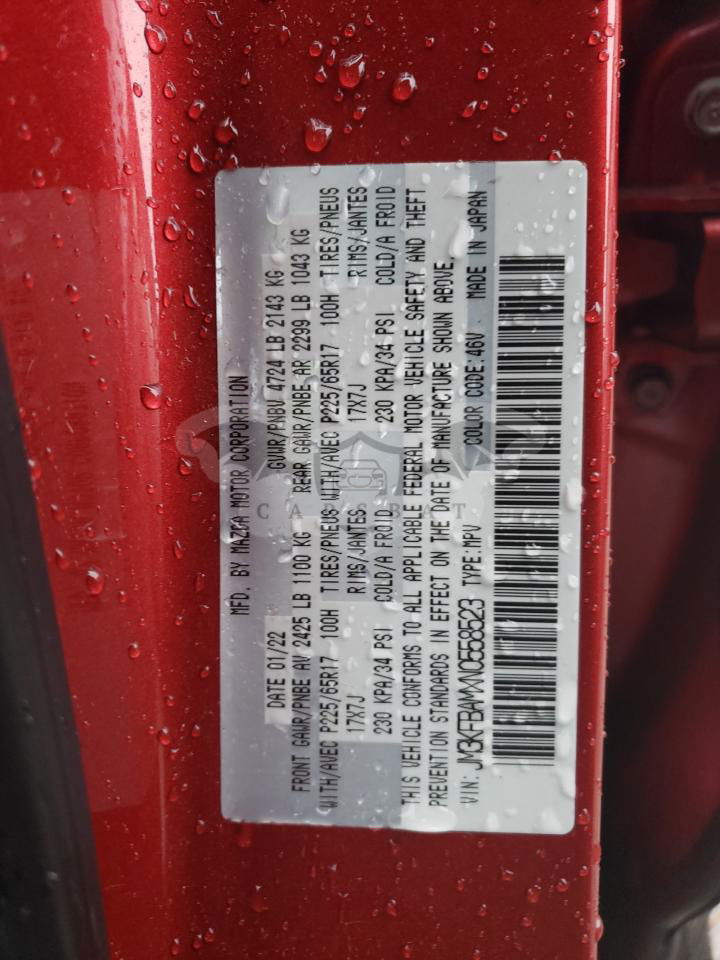 MFD. BY MAZDA MOTOR CORPORATION
DATE 01/22 GVWR/PNBV 4724 LB 2143 KG
FRONT GAWR/PNBE AV 2425 LB 1100 KG REAR GAWR/PNBE AR 2299 LB 1043 KG
WITH/AVEC P225/65R17 100H TIRES/PNEUS WITH/AVEC P225/65R17 100H TIRES/PNEUS
17X7J RIMS/JANTES 17X7J RIMS/JANTES
230 KPA/34 PSI COLD/A FROID 230 KPA/34 PSI COLD/A FROID
THIS VEHICLE CONFORMS TO ALL APPLICABLE FEDERAL MOTOR VEHICLE SAFETY AND THEFT
PREVENTION STANDARDS IN EFFECT ON THE DATE OF MANUFACTURE SHOWN ABOVE.
VIN: JM3KFBAMXN0558523 TYPE:MPV COLOR CODE:46V MADE IN JAPAN